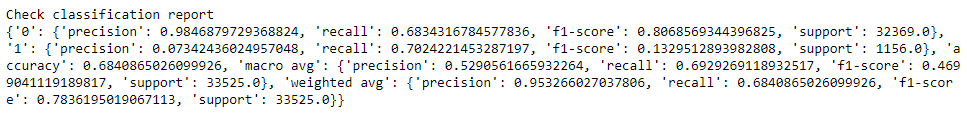 Check classification report
{'0': {'precision': 0.9846879729368824, 'recall': 0.6834316784577836, 'f1-score': 0.8068569344396825, 'support': 32369.0},
'1': {'precision': 0.07342436024957048, 'recall': 0.7024221453287197, 'f1-score': 0.1329512893982808, 'support': 1156.0}, 'a
ccuracy': 0.6840865026099926, 'macro avg': {'precision': 0.5290561665932264, 'recall': 0.6929269118932517, 'f1-score': 0.469
9041119189817, 'support': 33525.0}, 'weighted avg': {'precision': 0.953266027037806, 'recall': 0.6840865026099926, 'f1-scor
e': 0.7836195019067113, 'support': 33525.0}}